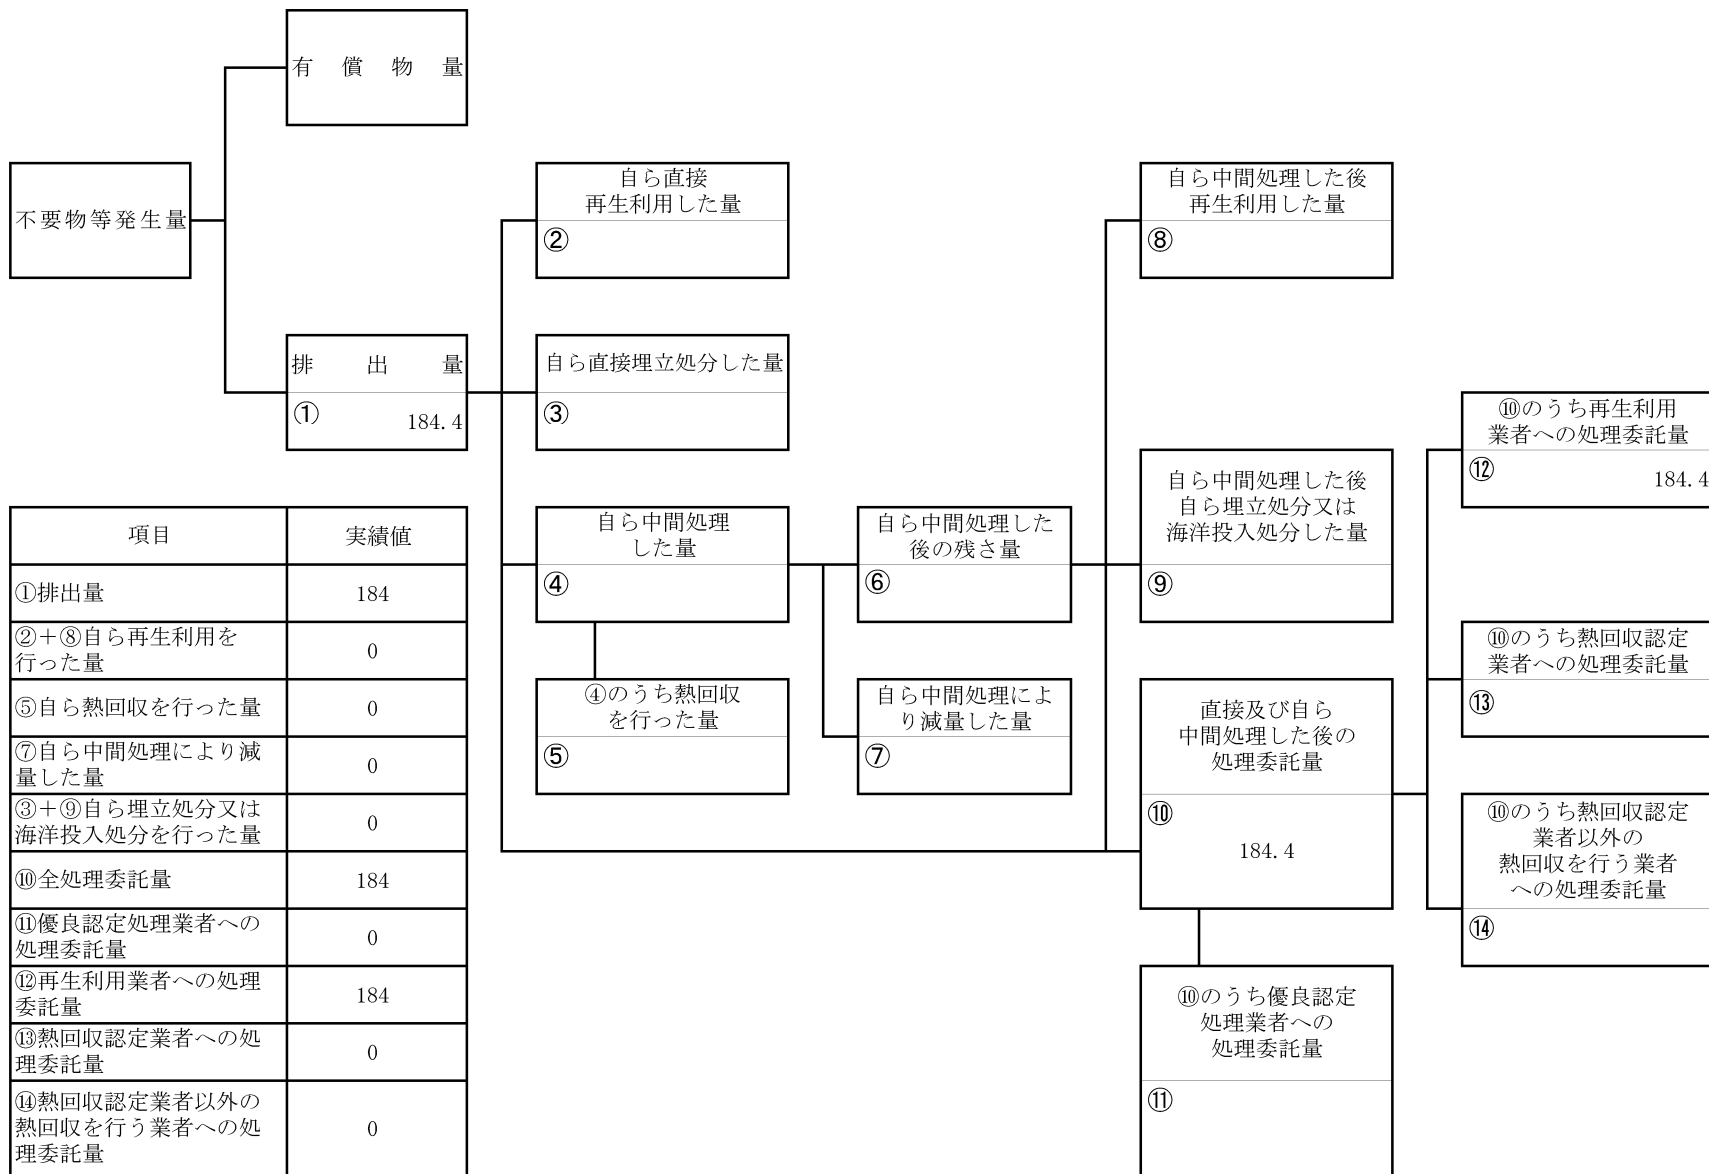 有償物量
不要物等発生量
排出量
①
184.4
自ら直接
再生利用した量
②
自ら直接埋立処分した量
③
自ら中間処理
した量
④
④のうち熱回収
を行った量
⑤
自ら中間処理した
後の残さ量
⑥
自ら中間処理によ
り減量した量
⑦
自ら中間処理した後
再生利用した量
⑧
自ら中間処理した後
自ら埋立処分又は
海洋投入処分した量
⑨
直接及び自ら
中間処理した後の
処理委託量
⑩
184.4
⑩のうち優良認定
処理業者への
処理委託量
⑪
⑩のうち再生利用
業者への処理委託量
⑫
184.4
⑩のうち熱回収認定
業者への処理委託量
⑬
⑩のうち熱回収認定
業者以外の
熱回収を行う業者
への処理委託量
⑭
項目 実績値
①排出量 184
②+⑧自ら再生利用を
行った量 0
⑤自ら熱回収を行った量 0
⑦自ら中間処理により減
量した量 0
③+⑨自ら埋立処分又は
海洋投入処分を行った量 0
⑩全処理委託量 184
⑪優良認定処理業者への
処理委託量 0
⑫再生利用業者への処理
委託量 184
⑬熱回収認定業者への処
理委託量 0
⑭熱回収認定業者以外の
熱回収を行う業者への処
理委託量 0